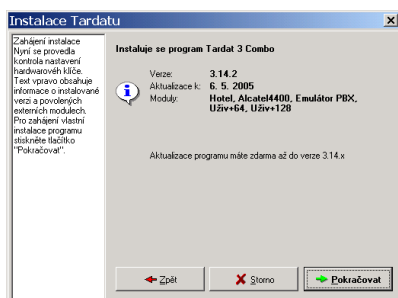 Instalace Tardatu
Zahájení instalace
Nyní se provedla
kontrola nastavení
hardwarovéh klíče.
Text vpravo obsahuje
informace o instalované
verzi a povolených
externích modulech.
Pro zahájení vlastní
instalace programu
stiskněte tlačítko
"Pokračovat".
Instaluje se program Tardat 3 Combo
Verze: 3.14.2
Aktualizace k: 6. 5. 2005
Moduly: Hotel, Alcatel4400, Emulátor PBX,
Uživ+64, Uživ+128
Aktualizace programu máte zdarma až do verze 3.14.x
Zpět
Storno
Pokračovat